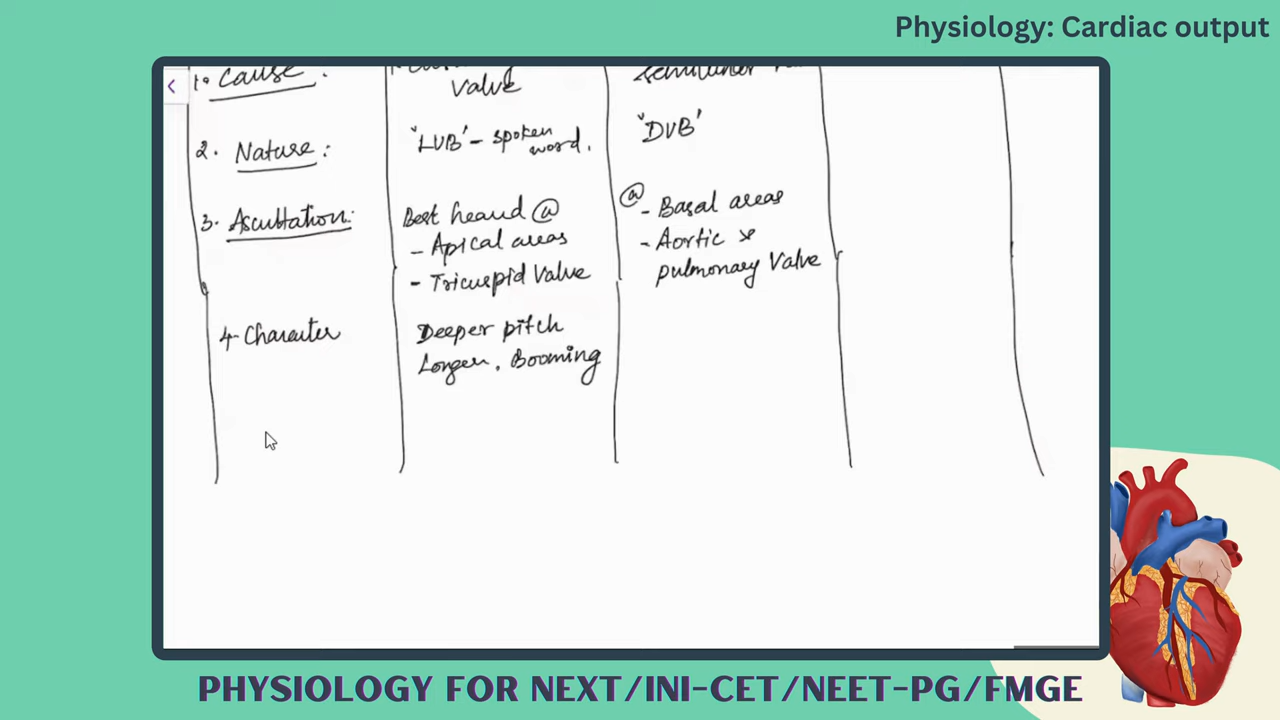 Physiology: Cardiac output
1. Cause :
Valve
2. Nature :
'LUB' - spoken word.
'DUB'
3. Ascultation:
Best heard @
- Apical areas
- Tricuspid Valve
@ - Basal areas
- Aortic &
pulmonary Valve
4- Character
Deeper pitch
Longer, Booming
PHYSIOLOGY FOR NEXT/INI-CET/NEET-PG/FMGE